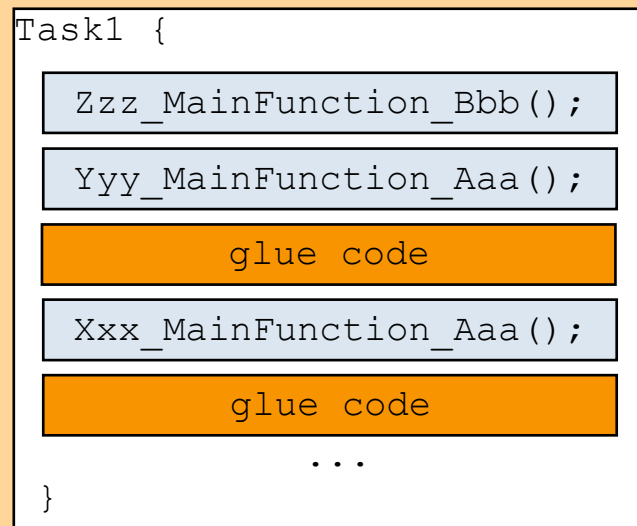 Task1 {
Zzz_MainFunction_Bbb();
Yyy_MainFunction_Aaa();
glue code
Xxx_MainFunction_Aaa();
glue code
...
}